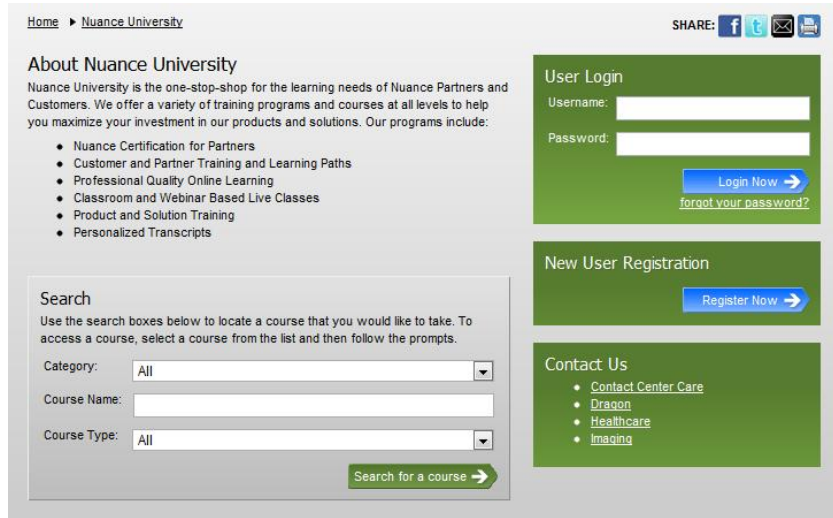 Home ▶ Nuance University
SHARE:
About Nuance University
Nuance University is the one-stop-shop for the learning needs of Nuance Partners and
Customers. We offer a variety of training programs and courses at all levels to help
you maximize your investment in our products and solutions. Our programs include:
• Nuance Certification for Partners
• Customer and Partner Training and Learning Paths
• Professional Quality Online Learning
• Classroom and Webinar Based Live Classes
• Product and Solution Training
• Personalized Transcripts
Search
Use the search boxes below to locate a course that you would like to take. To
access a course, select a course from the list and then follow the prompts.
Category: All
Course Name:
Course Type: All
Search for a course
User Login
Username:
Password:
Login Now
forgot your password?
New User Registration
Register Now
Contact Us
• Contact Center Care
• Dragon
• Healthcare
• Imaging